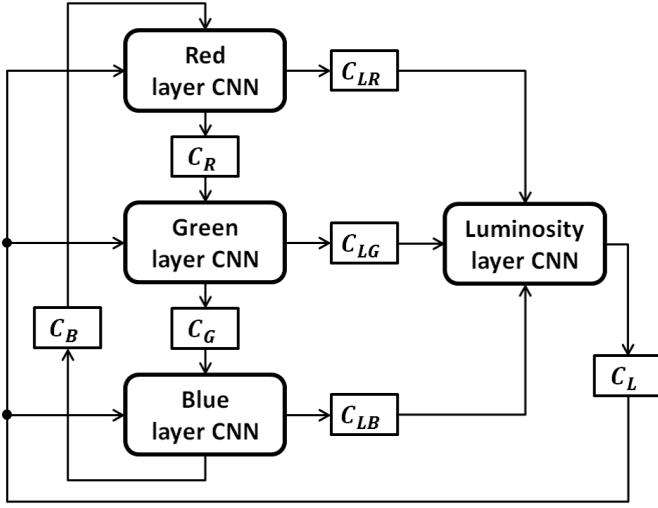 Red
layer CNN
C_LR
C_R
Green
layer CNN
C_LG
Luminosity
layer CNN
C_B
C_G
C_L
Blue
layer CNN
C_LB